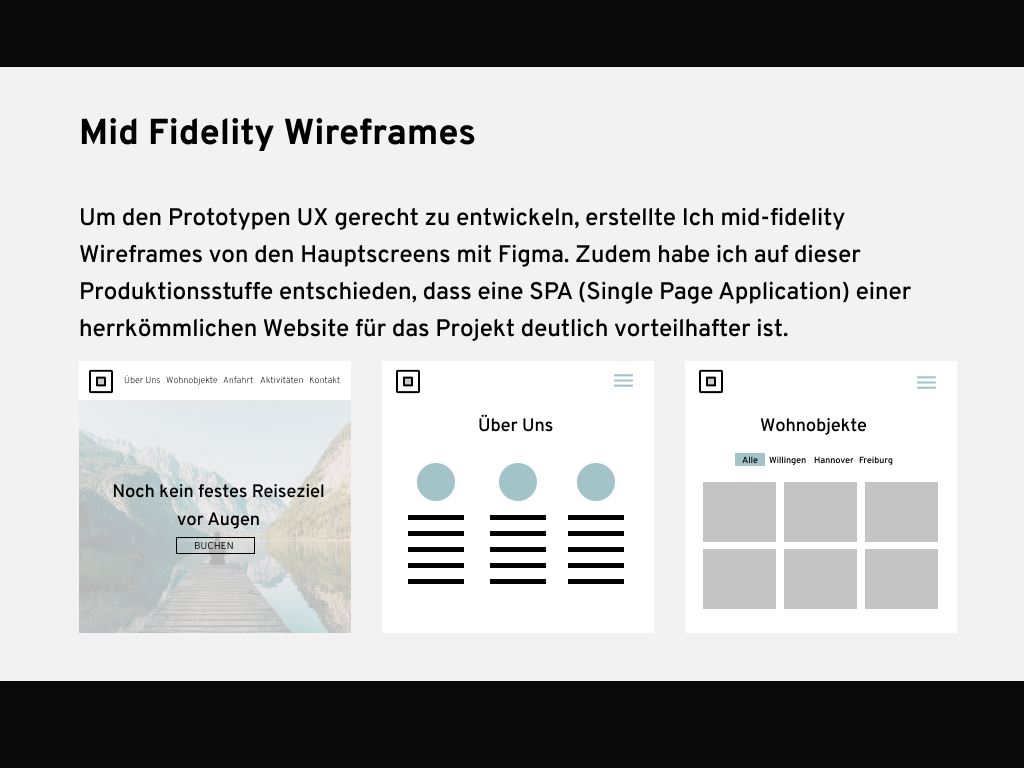 Mid Fidelity Wireframes
Um den Prototypen UX gerecht zu entwickeln, erstellte Ich mid-fidelity
Wireframes von den Hauptscreens mit Figma. Zudem habe ich auf dieser
Produktionsstuffe entschieden, dass eine SPA (Single Page Application) einer
herrkömmlichen Website für das Projekt deutlich vorteilhafter ist.
Über Uns Wohnobjekte Anfahrt Aktivitäten Kontakt
Noch kein festes Reiseziel
vor Augen
BUCHEN
Über Uns
Wohnobjekte
Alle Willingen Hannover Freiburg